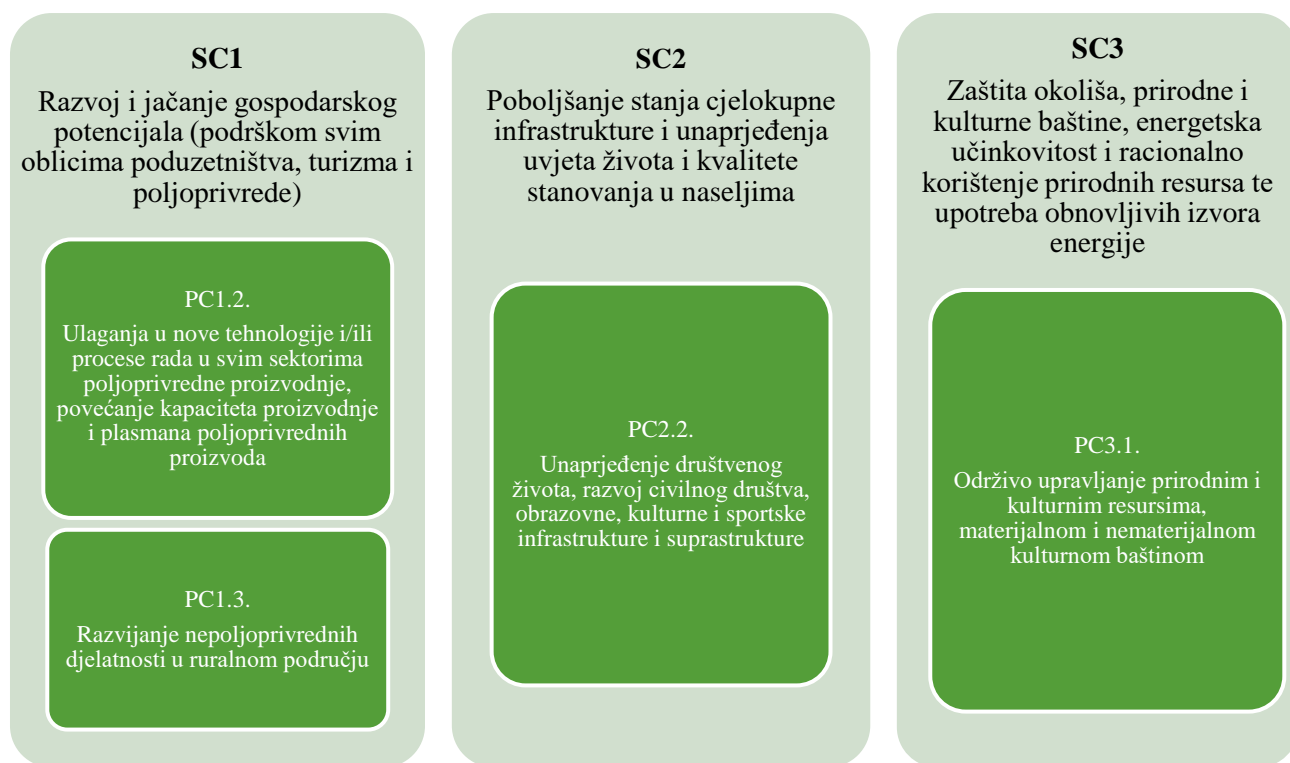 SC1
Razvoj i jačanje gospodarskog
potencijala (podrškom svim
oblicima poduzetništva, turizma i
poljoprivrede)
PC1.2.
Ulaganja u nove tehnologije i/ili
procese rada u svim sektorima
poljoprivredne proizvodnje,
povećanje kapaciteta proizvodnje
i plasmana poljoprivrednih
proizvoda
PC1.3.
Razvijanje nepoljoprivrednih
djelatnosti u ruralnom području
SC2
Poboljšanje stanja cjelokupne
infrastrukture i unaprjeđenja
uvjeta života i kvalitete
stanovanja u naseljima
PC2.2.
Unaprjeđenje društvenog
života, razvoj civilnog društva,
obrazovne, kulturne i sportske
infrastrukture i suprastrukture
SC3
Zaštita okoliša, prirodne i
kulturne baštine, energetska
učinkovitost i racionalno
korištenje prirodnih resursa te
upotreba obnovljivih izvora
energije
PC3.1.
Održivo upravljanje prirodnim i
kulturnim resursima,
materijalnom i nematerijalnom
kulturnom baštinom